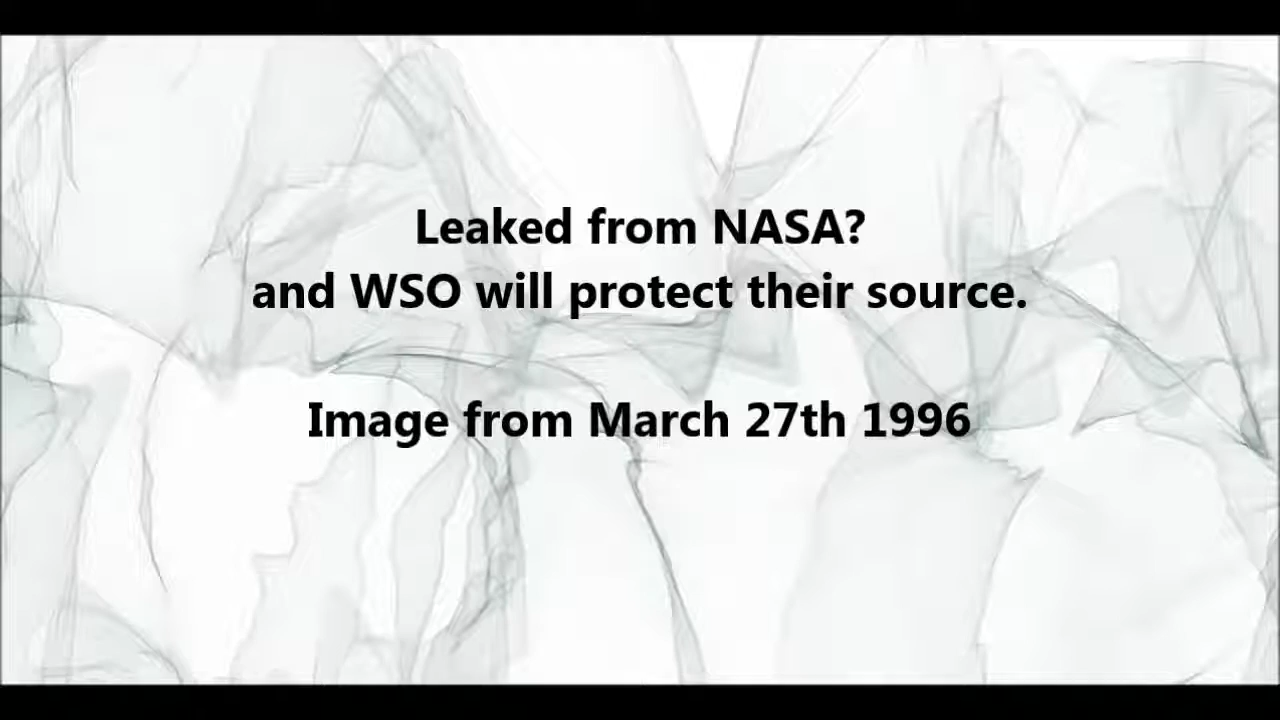 Leaked from NASA?
and WSO will protect their source.
Image from March 27th 1996